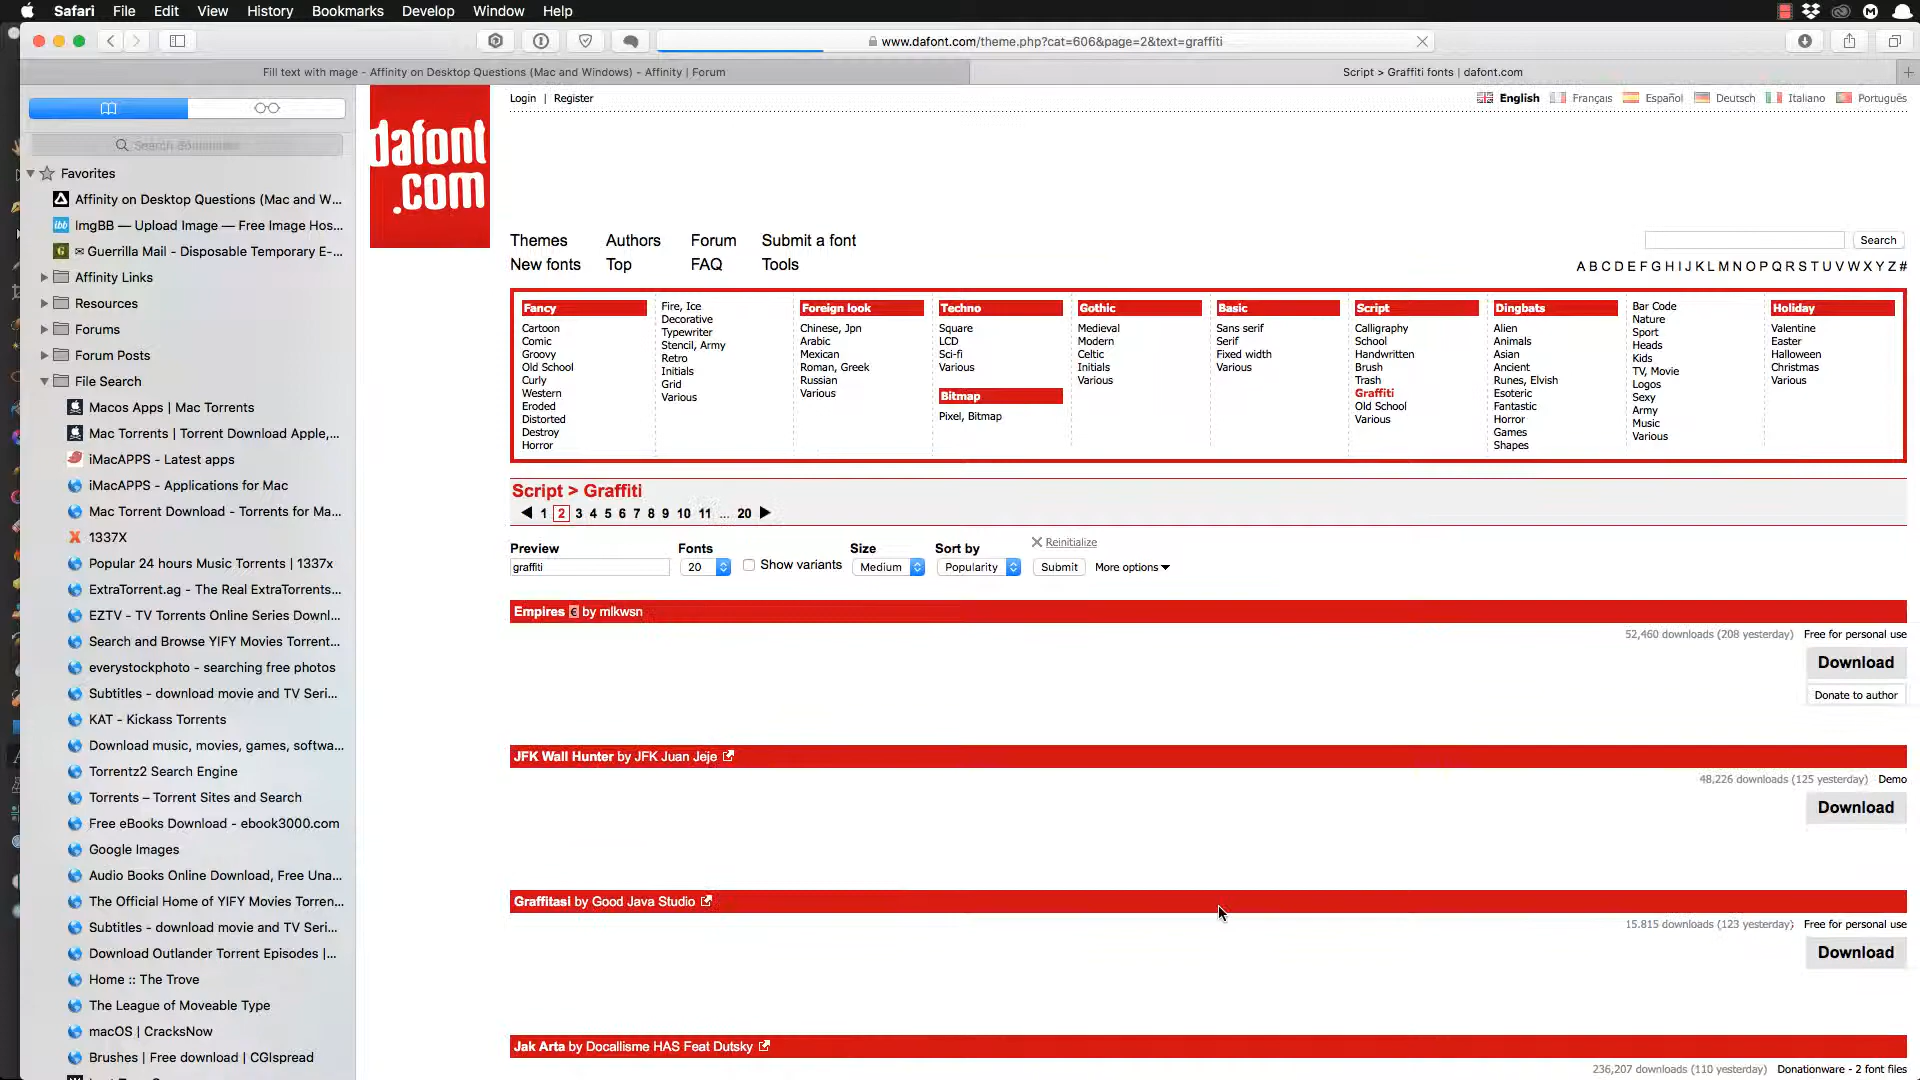 Safari File Edit View History Bookmarks Develop Window Help
www.dafont.com/theme.php?cat=606&page=2&text=graffiti
Fill text with mage - Affinity on Desktop Questions (Mac and Windows) - Affinity | Forum
Script > Graffiti fonts | dafont.com
Favorites
Affinity on Desktop Questions (Mac and W...
ImgBB — Upload Image — Free Image Hos...
Guerrilla Mail - Disposable Temporary E-...
Affinity Links
Resources
Forums
Forum Posts
File Search
Macos Apps | Mac Torrents
Mac Torrents | Torrent Download Apple,...
iMacAPPS - Latest apps
iMacAPPS - Applications for Mac
Mac Torrent Download - Torrents for Ma...
1337X
Popular 24 hours Music Torrents | 1337x
ExtraTorrent.ag - The Real ExtraTorrents...
EZTV - TV Torrents Online Series Downl...
Search and Browse YIFY Movies Torrent...
everystockphoto - searching free photos
Subtitles - download movie and TV Seri...
KAT - Kickass Torrents
Download music, movies, games, softwa...
Torrentz2 Search Engine
Torrents – Torrent Sites and Search
Free eBooks Download - ebook3000.com
Google Images
Audio Books Online Download, Free Una...
The Official Home of YIFY Movies Torren...
Subtitles - download movie and TV Seri...
Download Outlander Torrent Episodes |...
Home :: The Trove
The League of Moveable Type
macOS | CracksNow
Brushes | Free download | CGIspread
dafont
.com
Login | Register
English Français Español Deutsch Italiano Português
Themes Authors Forum Submit a font
New fonts Top FAQ Tools
Search
A B C D E F G H I J K L M N O P Q R S T U V W X Y Z #
Fancy
Cartoon
Comic
Groovy
Old School
Curly
Western
Eroded
Distorted
Destroy
Horror
Fire, Ice
Decorative
Typewriter
Stencil, Army
Retro
Initials
Grid
Various
Foreign look
Chinese, Jpn
Arabic
Mexican
Roman, Greek
Russian
Various
Techno
Square
LCD
Sci-fi
Various
Bitmap
Pixel, Bitmap
Gothic
Medieval
Modern
Celtic
Initials
Various
Basic
Sans serif
Serif
Fixed width
Various
Script
Calligraphy
School
Handwritten
Brush
Trash
Graffiti
Old School
Various
Dingbats
Alien
Animals
Asian
Ancient
Runes, Elvish
Esoteric
Fantastic
Horror
Games
Shapes
Bar Code
Nature
Sport
Heads
Kids
TV, Movie
Logos
Sexy
Army
Music
Various
Holiday
Valentine
Easter
Halloween
Christmas
Various
Script > Graffiti
1 2 3 4 5 6 7 8 9 10 11 ... 20
Preview Fonts Size Sort by Reinitialize
graffiti 20 Show variants Medium Popularity Submit More options
Empires € by mlkwsn
52,460 downloads (208 yesterday) Free for personal use
Download
Donate to author
JFK Wall Hunter by JFK Juan Jeje
48,226 downloads (125 yesterday) Demo
Download
Graffitasi by Good Java Studio
15,815 downloads (123 yesterday) Free for personal use
Download
Jak Arta by Docallisme HAS Feat Dutsky
236,207 downloads (110 yesterday) Donationware - 2 font files